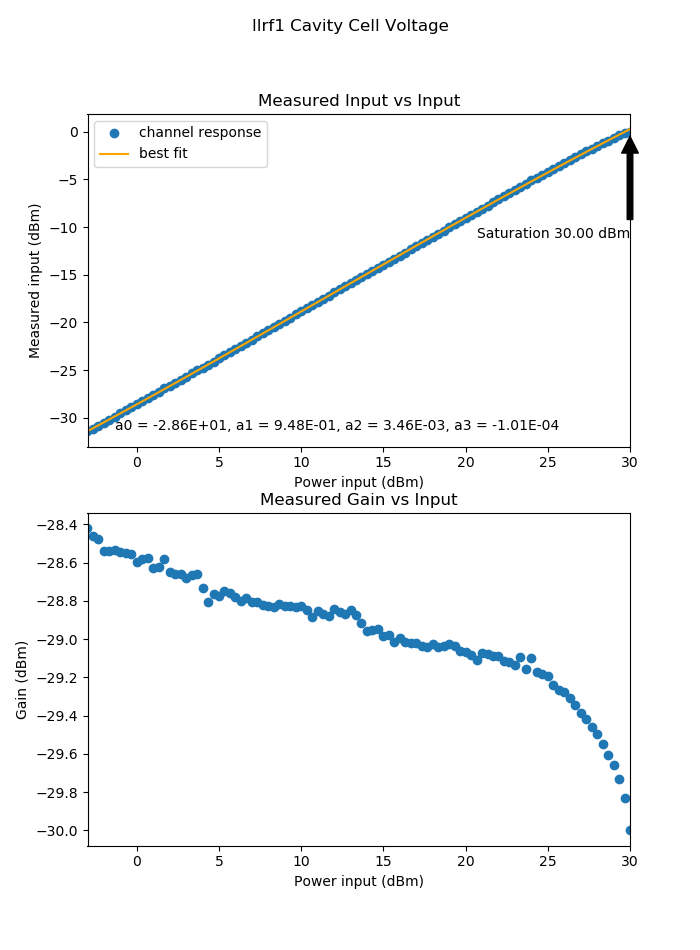 llrf1 Cavity Cell Voltage
Measured Input vs Input
channel response
best fit
0
−5
−10
−15
−20
−25
−30
Measured input (dBm)
Saturation 30.00 dBm
a0 = -2.86E+01, a1 = 9.48E-01, a2 = 3.46E-03, a3 = -1.01E-04
0 5 10 15 20 25 30
Power input (dBm)
Measured Gain vs Input
−28.4
−28.6
−28.8
−29.0
−29.2
−29.4
−29.6
−29.8
−30.0
Gain (dBm)
0 5 10 15 20 25 30
Power input (dBm)